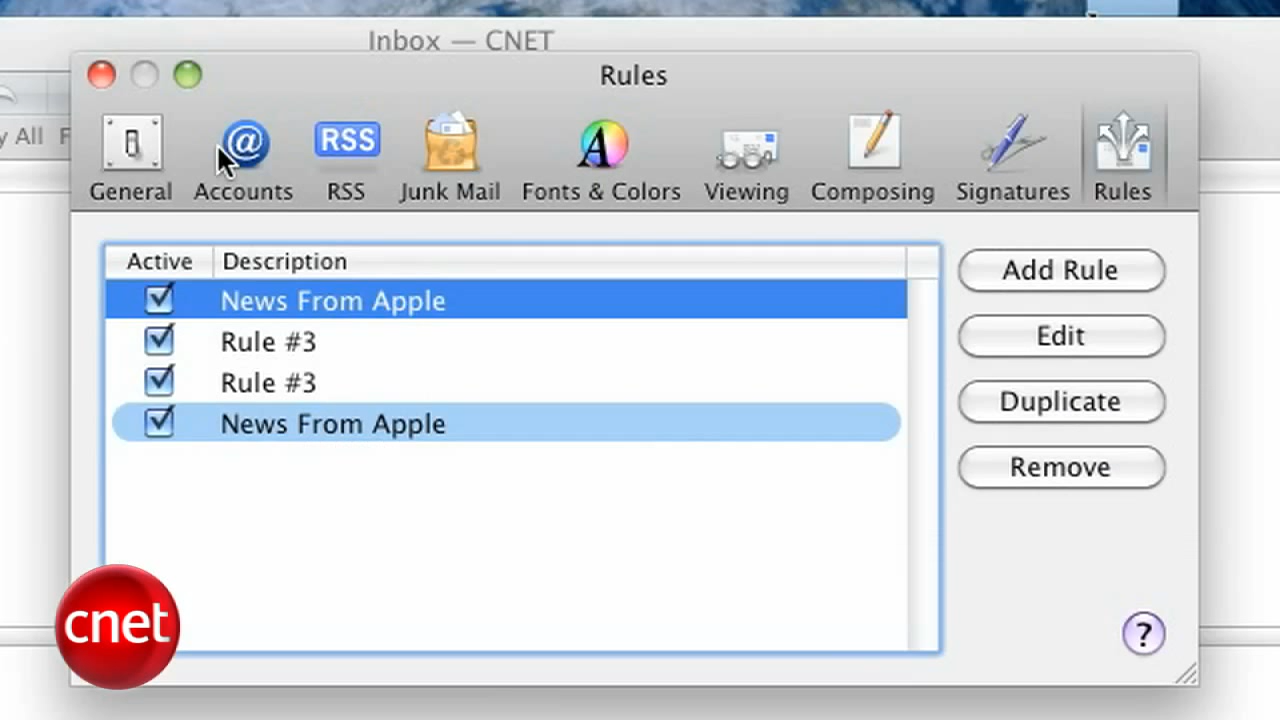 Inbox — CNET
Rules
y All F
General Accounts RSS RSS Junk Mail Fonts & Colors Viewing Composing Signatures Rules
Active Description
News From Apple
Rule #3
Rule #3
News From Apple
Add Rule
Edit
Duplicate
Remove
?
cnet